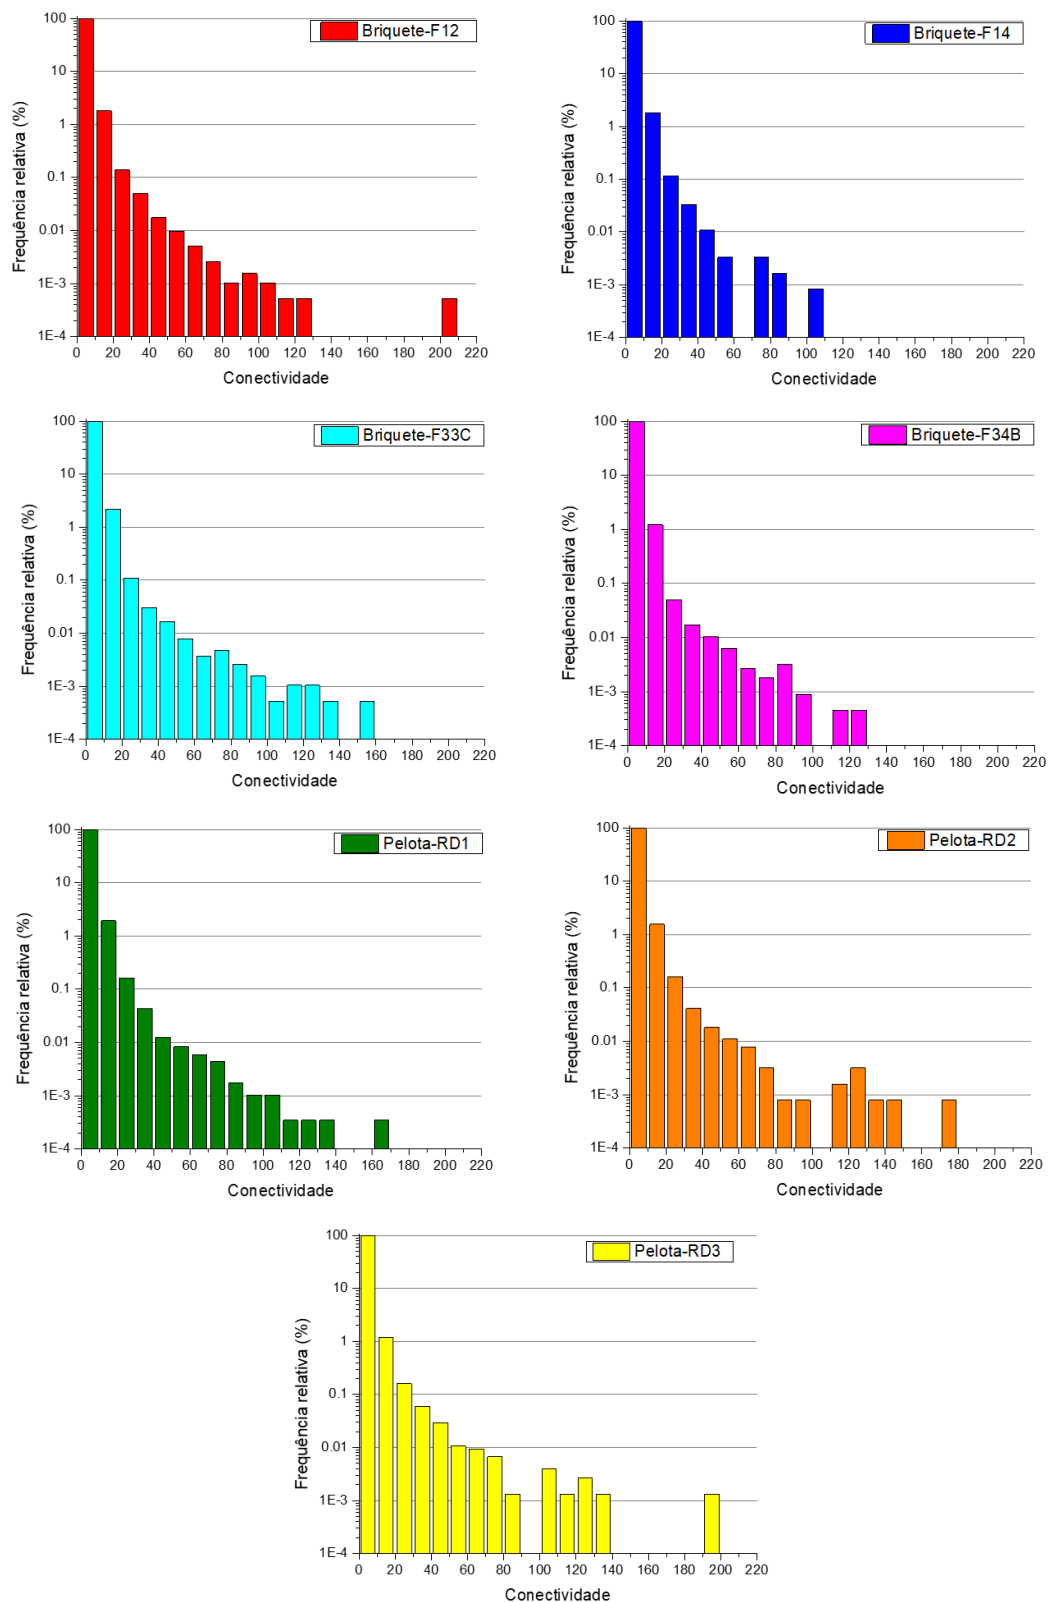 Briquete-F12
Frequência relativa (%)
100
10
1
0.1
0.01
1E-3
1E-4
0 20 40 60 80 100 120 140 160 180 200 220
Conectividade
Briquete-F14
Frequência relativa (%)
100
10
1
0.1
0.01
1E-3
1E-4
0 20 40 60 80 100 120 140 160 180 200 220
Conectividade
Briquete-F33C
Frequência relativa (%)
100
10
1
0.1
0.01
1E-3
1E-4
0 20 40 60 80 100 120 140 160 180 200 220
Conectividade
Briquete-F34B
Frequência relativa (%)
100
10
1
0.1
0.01
1E-3
1E-4
0 20 40 60 80 100 120 140 160 180 200 220
Conectividade
Pelota-RD1
Frequência relativa (%)
100
10
1
0.1
0.01
1E-3
1E-4
0 20 40 60 80 100 120 140 160 180 200 220
Conectividade
Pelota-RD2
Frequência relativa (%)
100
10
1
0.1
0.01
1E-3
1E-4
0 20 40 60 80 100 120 140 160 180 200 220
Conectividade
Pelota-RD3
Frequência relativa (%)
100
10
1
0.1
0.01
1E-3
1E-4
0 20 40 60 80 100 120 140 160 180 200 220
Conectividade